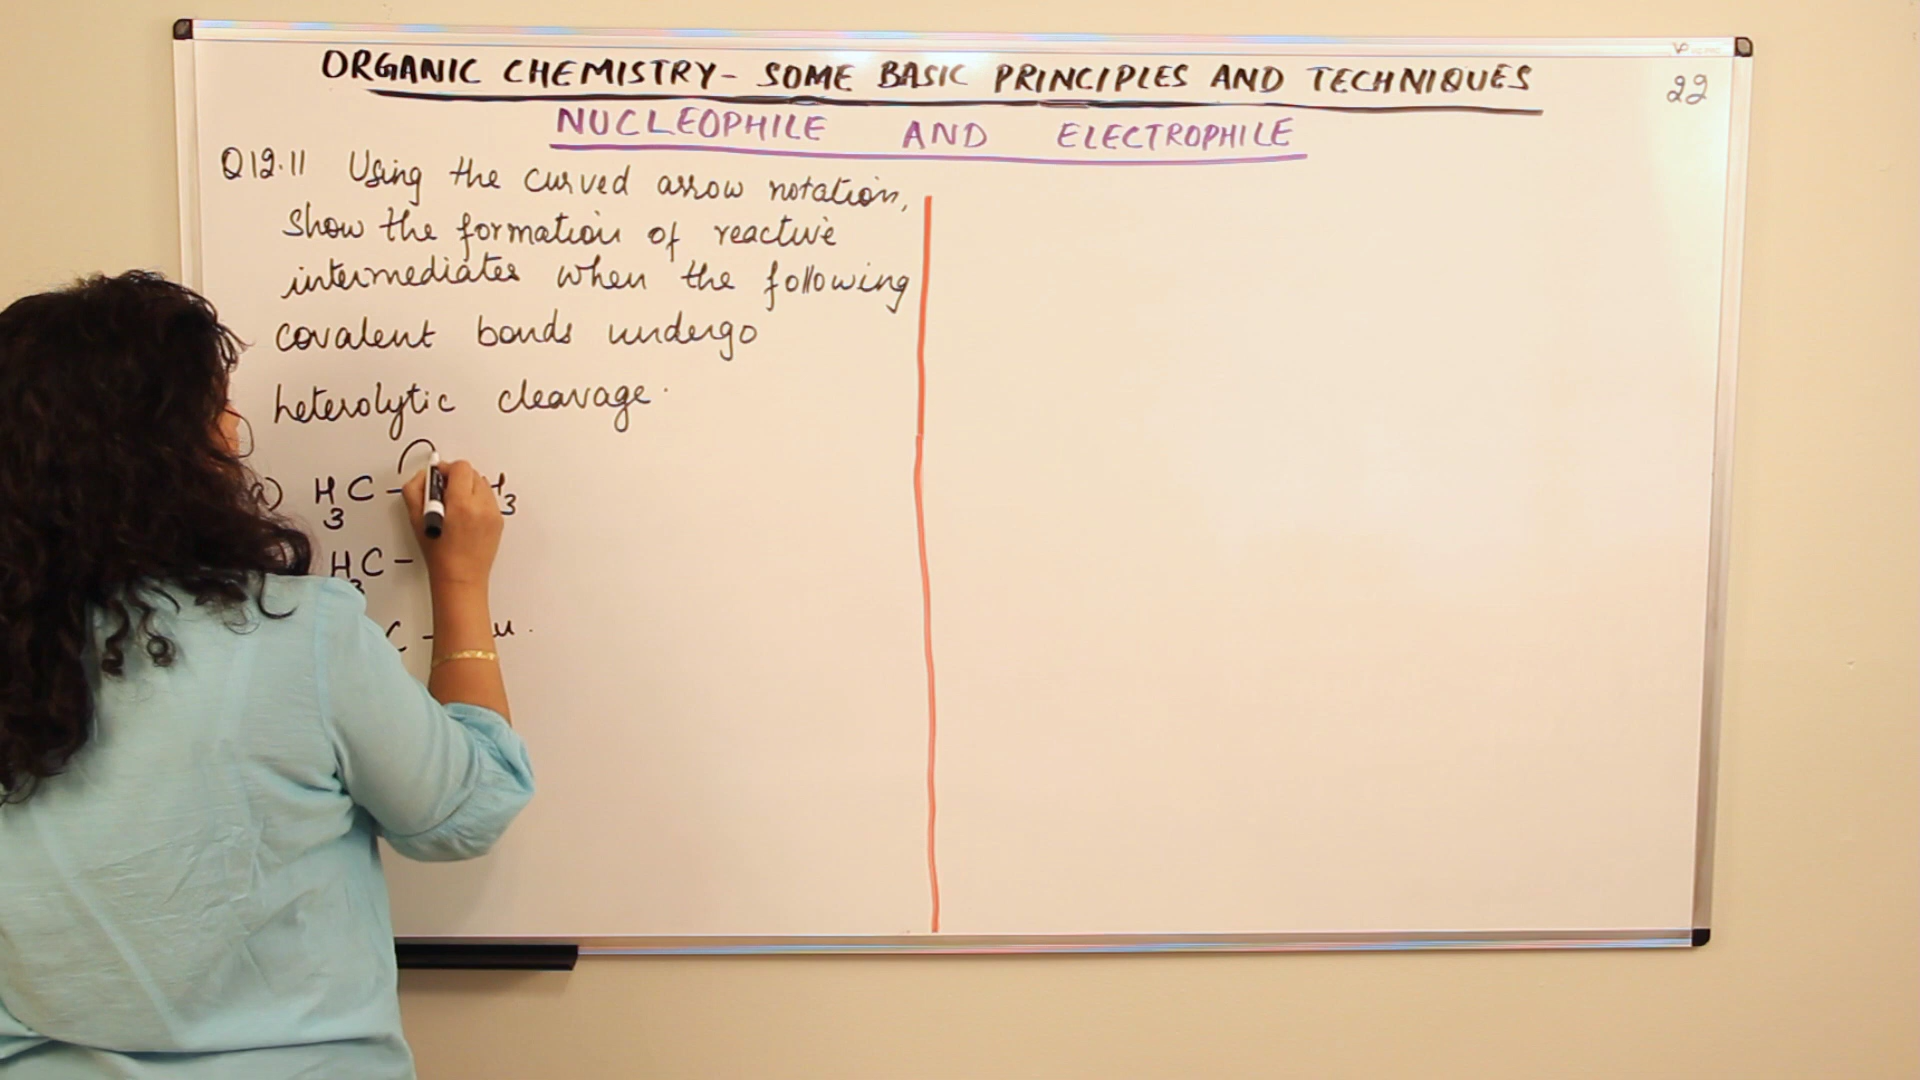 ORGANIC CHEMISTRY- SOME BASIC PRINCIPLES AND TECHNIQUES
22
NUCLEOPHILE AND ELECTROPHILE
Q12.11 Using the curved arrow notation,
Show the formation of reactive
intermediates when the following
covalent bonds undergo
heterolytic cleavage.
a) H3C - H3
H3C -
C - u.